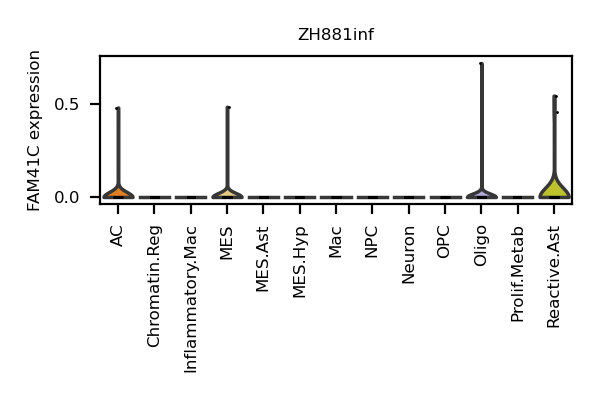 ZH881inf
FAM41C expression
0.5
0.0
AC
Chromatin.Reg
Inflammatory.Mac
MES
MES.Ast
MES.Hyp
Mac
NPC
Neuron
OPC
Oligo
Prolif.Metab
Reactive.Ast